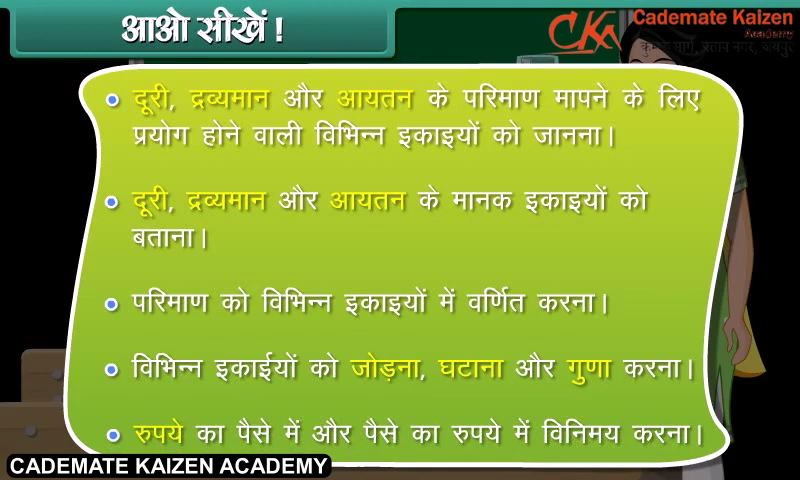 आओ सीखें!
Cademate Kaizen
Academy
दूरी, द्रव्यमान और आयतन के परिमाण मापने के लिए
प्रयोग होने वाली विभिन्न इकाइयों को जानना।
दूरी, द्रव्यमान और आयतन के मानक इकाइयों को
बताना।
परिमाण को विभिन्न इकाइयों में वर्णित करना।
विभिन्न इकाईयों को जोड़ना, घटाना और गुणा करना।
रुपये का पैसे में और पैसे का रुपये में विनिमय करना।
CADEMATE KAIZEN ACADEMY